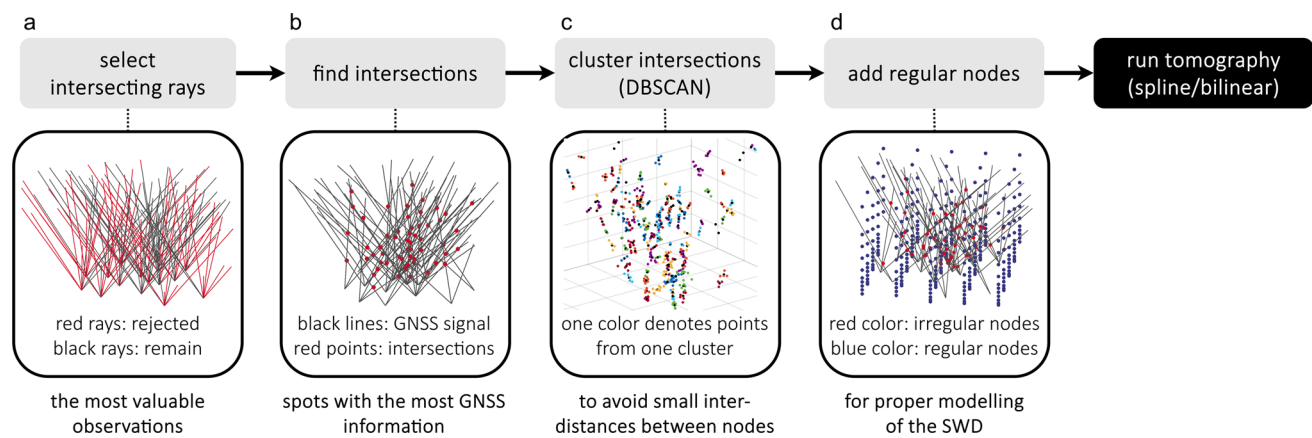 a
select
intersecting rays
b
find intersections
c
cluster intersections
(DBSCAN)
d
add regular nodes
run tomography
(spline/bilinear)
red rays: rejected
black rays: remain
black lines: GNSS signal
red points: intersections
one color denotes points
from one cluster
red color: irregular nodes
blue color: regular nodes
the most valuable
observations
spots with the most GNSS
information
to avoid small inter-
distances between nodes
for proper modelling
of the SWD